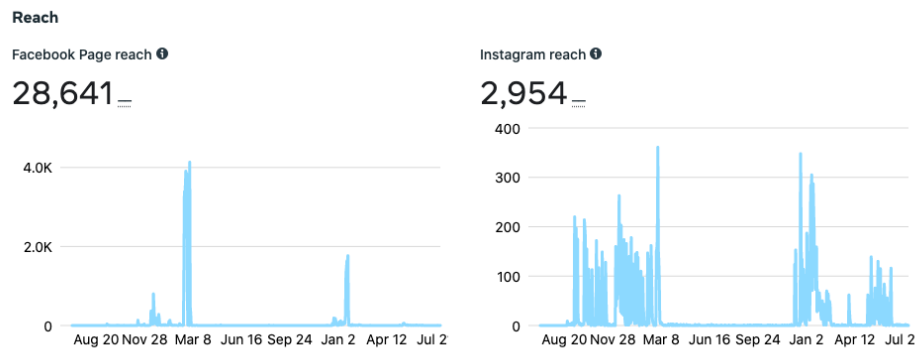 Reach
Facebook Page reach
28,641
4.0K
2.0K
0
Aug 20 Nov 28 Mar 8 Jun 16 Sep 24 Jan 2 Apr 12 Jul 2
Instagram reach
2,954
400
300
200
100
0
Aug 20 Nov 28 Mar 8 Jun 16 Sep 24 Jan 2 Apr 12 Jul 2